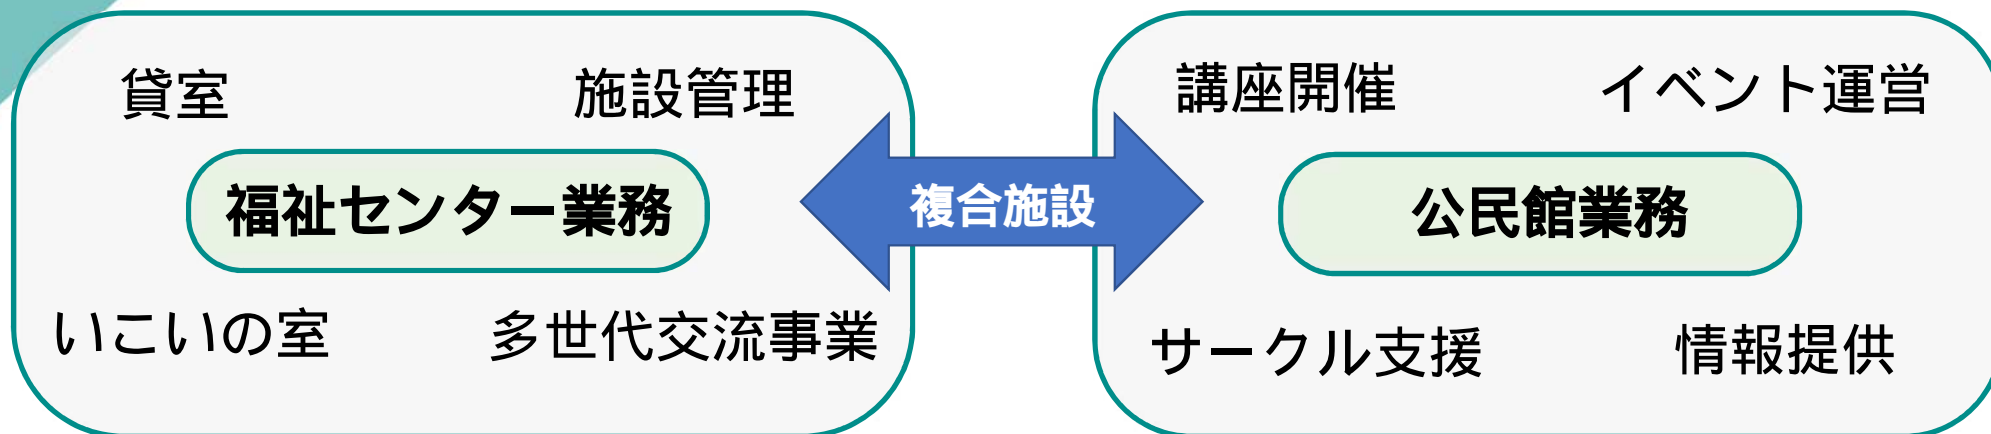 貸室
施設管理
福祉センター業務
いこいの室
多世代交流事業
複合施設
講座開催
イベント運営
公民館業務
サークル支援
情報提供